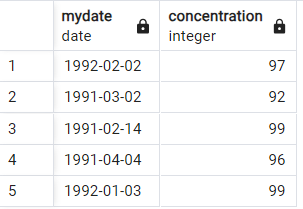 mydate concentration
date integer
1 1992-02-02 97
2 1991-03-02 92
3 1991-02-14 99
4 1991-04-04 96
5 1992-01-03 99